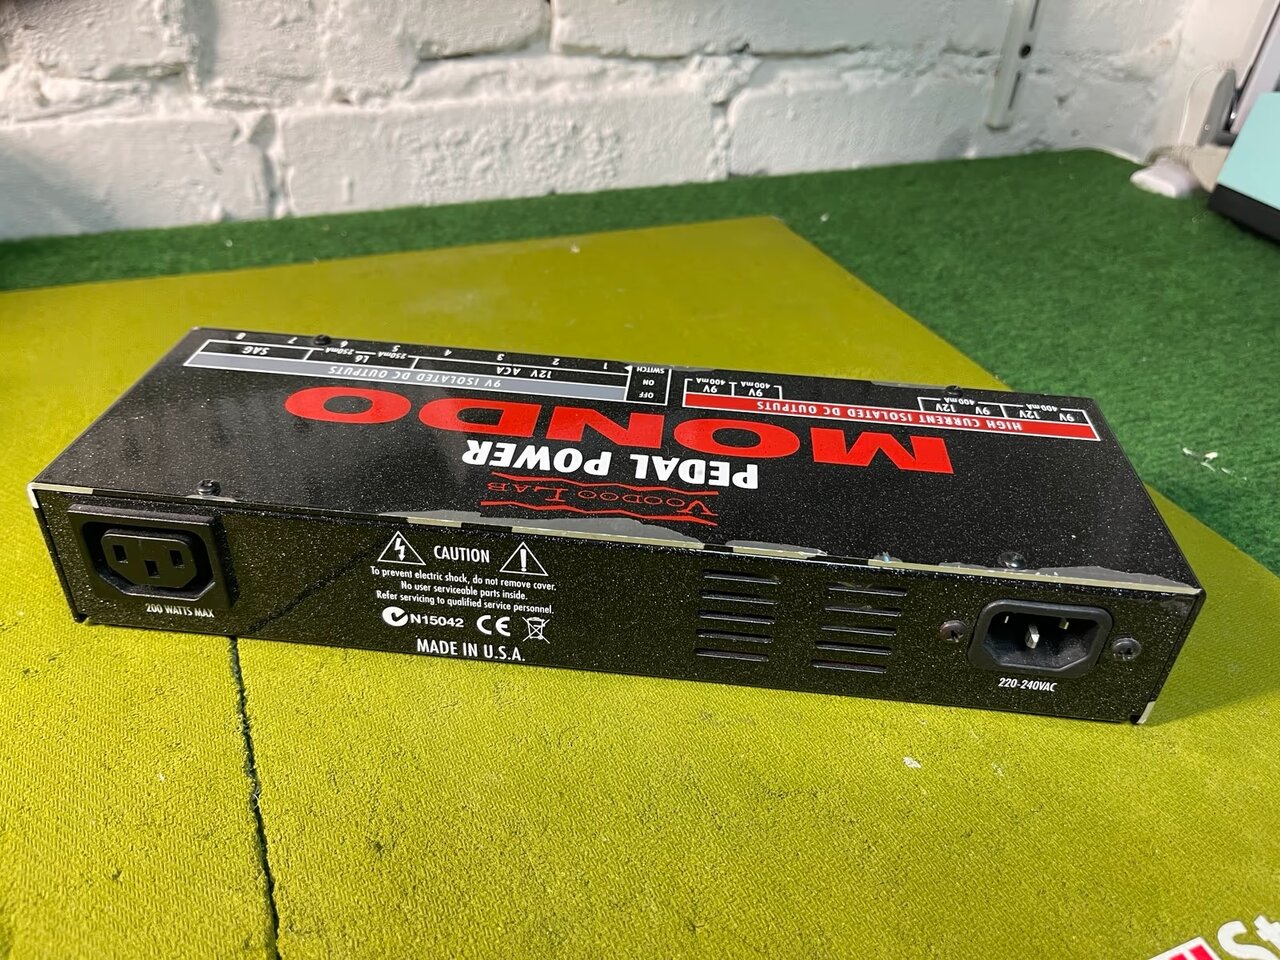 8 7 6 5 4 3 2 1
SAG L6 12V ACA
250mA 250mA
9V ISOLATED DC OUTPUTS
SWITCH
ON
OFF
400mA 400mA 400mA 400mA
9V 9V 12V 9V 12V 9V
HIGH CURRENT ISOLATED DC OUTPUTS
MONDO
PEDAL POWER
VOODOO LAB
CAUTION
To prevent electric shock, do not remove cover.
No user serviceable parts inside.
Refer servicing to qualified service personnel.
N15042 CE
MADE IN U.S.A.
200 WATTS MAX
220-240VAC
St